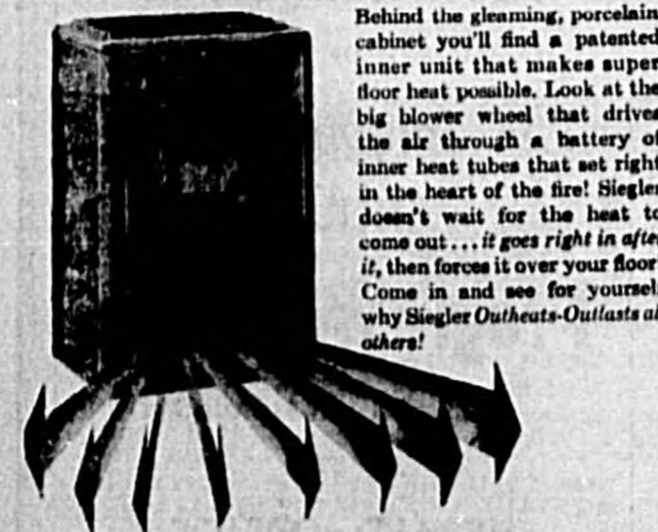 Behind the gleaming, porcelain
cabinet you'll find a patented
inner unit that makes super
floor heat possible. Look at the
big blower wheel that drives
the air through a battery of
inner heat tubes that set right
in the heart of the fire! Siegler
doesn't wait for the heat to
come out... it goes right in after
it, then forces it over your floor
Come in and see for yoursel
why Siegler Outheats-Outlasts al
others!